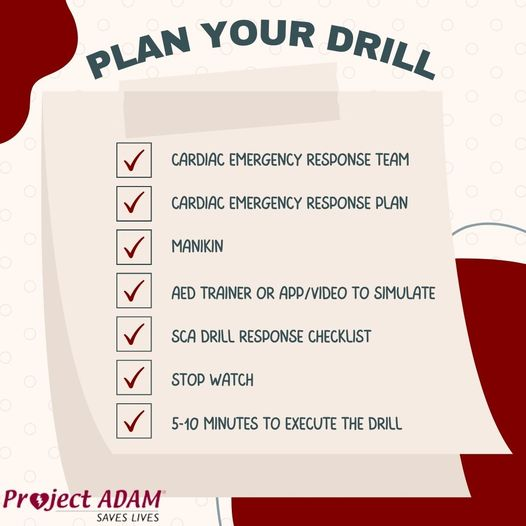 PLAN YOUR DRILL
CARDIAC EMERGENCY RESPONSE TEAM
CARDIAC EMERGENCY RESPONSE PLAN
MANIKIN
AED TRAINER OR APP/VIDEO TO SIMULATE
SCA DRILL RESPONSE CHECKLIST
STOP WATCH
5-10 MINUTES TO EXECUTE THE DRILL
Project ADAM®
SAVES LIVES